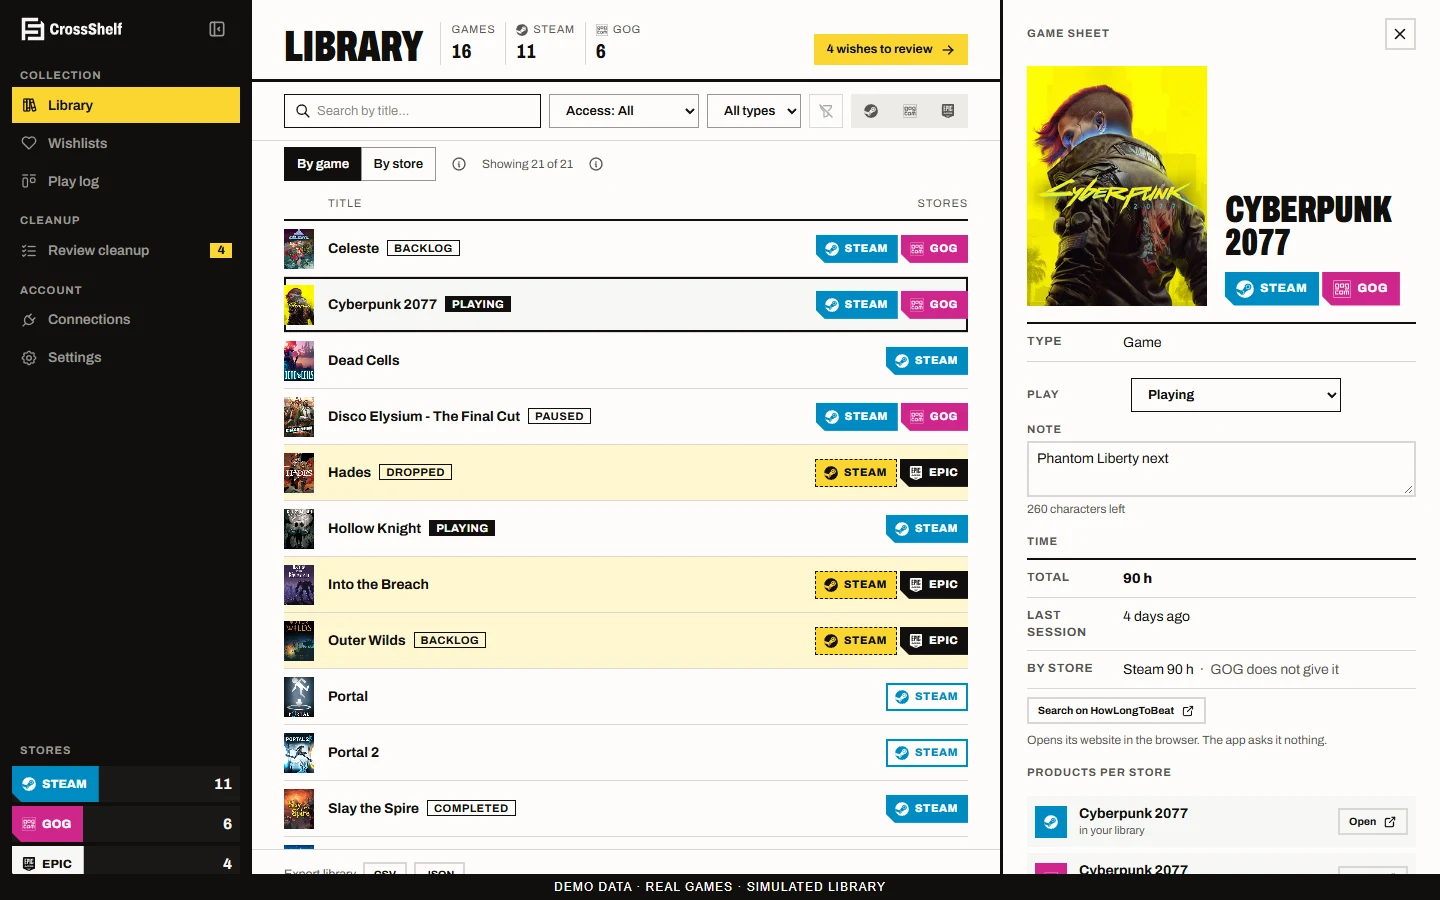 CrossShelf
COLLECTION
Library
Wishlists
Play log
CLEANUP
Review cleanup 4
ACCOUNT
Connections
Settings
STORES
STEAM 11
GOG 6
EPIC 4
LIBRARY
GAMES
16
STEAM
11
GOG
6
4 wishes to review
Search by title...
Access: All
All types
By game
By store
Showing 21 of 21
TITLE STORES
Celeste BACKLOG STEAM GOG
Cyberpunk 2077 PLAYING STEAM GOG
Dead Cells STEAM
Disco Elysium - The Final Cut PAUSED STEAM GOG
Hades DROPPED STEAM EPIC
Hollow Knight PLAYING STEAM
Into the Breach STEAM EPIC
Outer Wilds BACKLOG STEAM EPIC
Portal STEAM
Portal 2 STEAM
Slay the Spire COMPLETED STEAM
Export library CSV JSON
GAME SHEET
Cyberpunk
2077
CYBERPUNK
2077
STEAM GOG
TYPE Game
PLAY Playing
NOTE
Phantom Liberty next
260 characters left
TIME
TOTAL 90 h
LAST SESSION 4 days ago
BY STORE Steam 90 h · GOG does not give it
Search on HowLongToBeat
Opens its website in the browser. The app asks it nothing.
PRODUCTS PER STORE
Cyberpunk 2077
in your library
Open
Cyberpunk 2077
DEMO DATA · REAL GAMES · SIMULATED LIBRARY